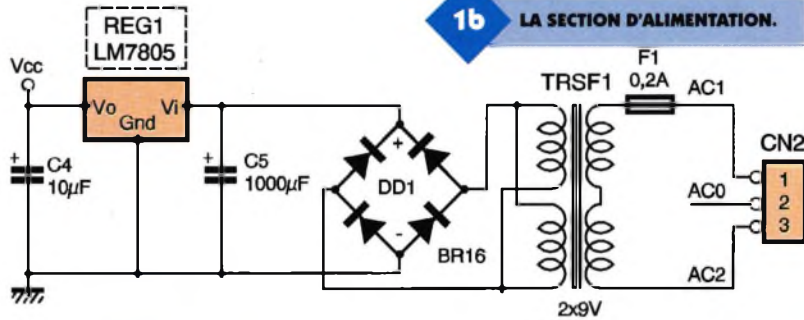 1b LA SECTION D'ALIMENTATION.
REG1
LM7805
Vcc
Vo
Vi
Gnd
+
C4
10µF
+
C5
1000µF
+
DD1
-
BR16
TRSF1
2x9V
F1
0,2A
AC1
AC0
AC2
CN2
1
2
3